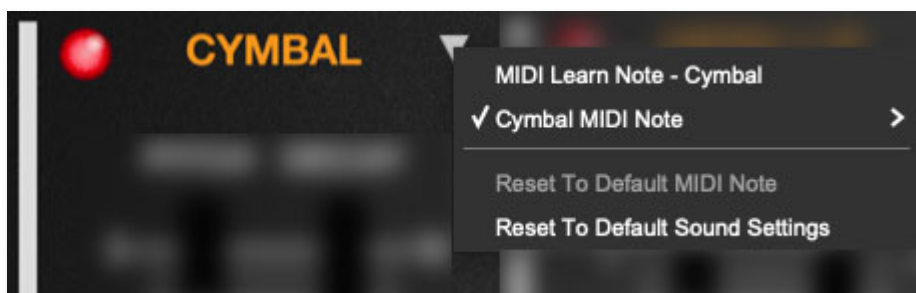 CYMBAL
MIDI Learn Note - Cymbal
Cymbal MIDI Note
Reset To Default MIDI Note
Reset To Default Sound Settings